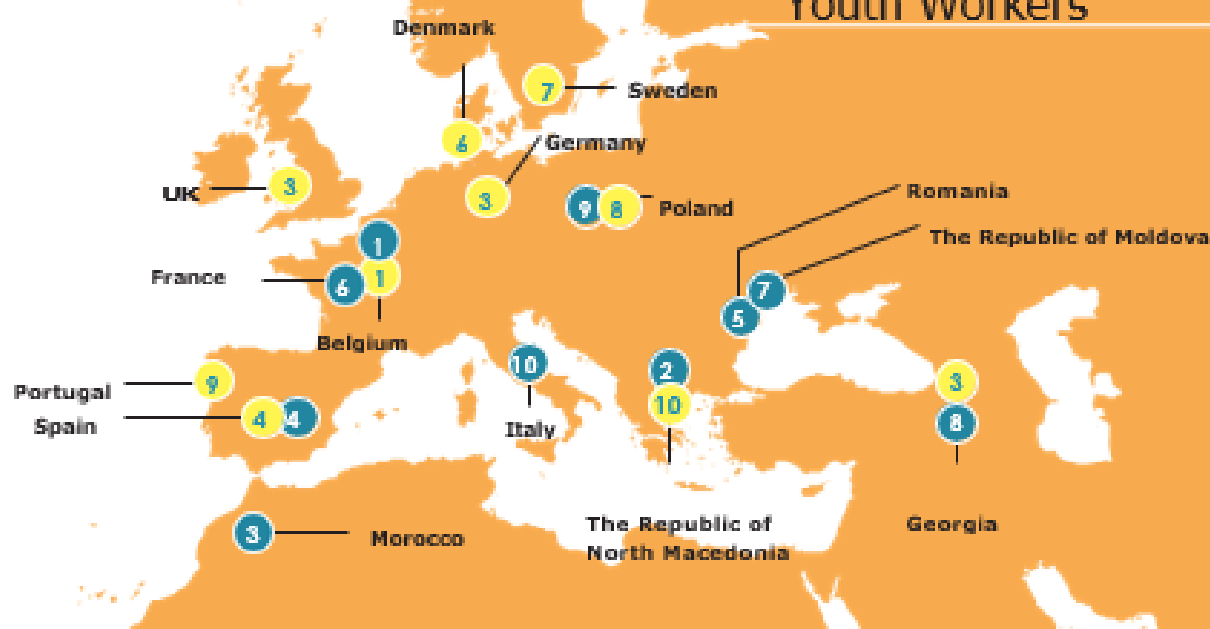 Youth Workers
Denmark
7
Sweden
6
Germany
UK
3
3
9
8
Poland
Romania
The Republic of Moldova
1
France
6
1
7
5
Belgium
10
2
Portugal
9
10
3
Spain
4
4
8
Italy
Morocco
3
The Republic of
North Macedonia
Georgia